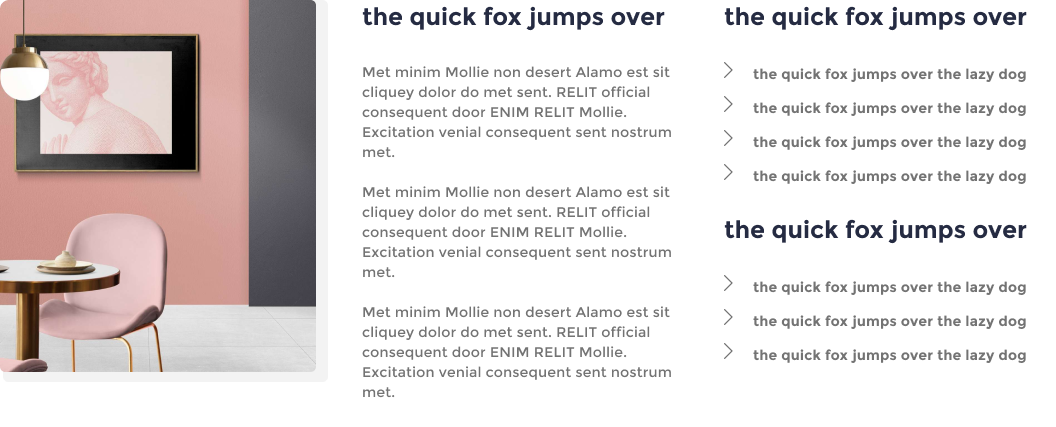 the quick fox jumps over
Met minim Mollie non desert Alamo est sit
cliquey dolor do met sent. RELIT official
consequent door ENIM RELIT Mollie.
Excitation venial consequent sent nostrum
met.
Met minim Mollie non desert Alamo est sit
cliquey dolor do met sent. RELIT official
consequent door ENIM RELIT Mollie.
Excitation venial consequent sent nostrum
met.
Met minim Mollie non desert Alamo est sit
cliquey dolor do met sent. RELIT official
consequent door ENIM RELIT Mollie.
Excitation venial consequent sent nostrum
met.
the quick fox jumps over
the quick fox jumps over the lazy dog
the quick fox jumps over the lazy dog
the quick fox jumps over the lazy dog
the quick fox jumps over the lazy dog
the quick fox jumps over
the quick fox jumps over the lazy dog
the quick fox jumps over the lazy dog
the quick fox jumps over the lazy dog